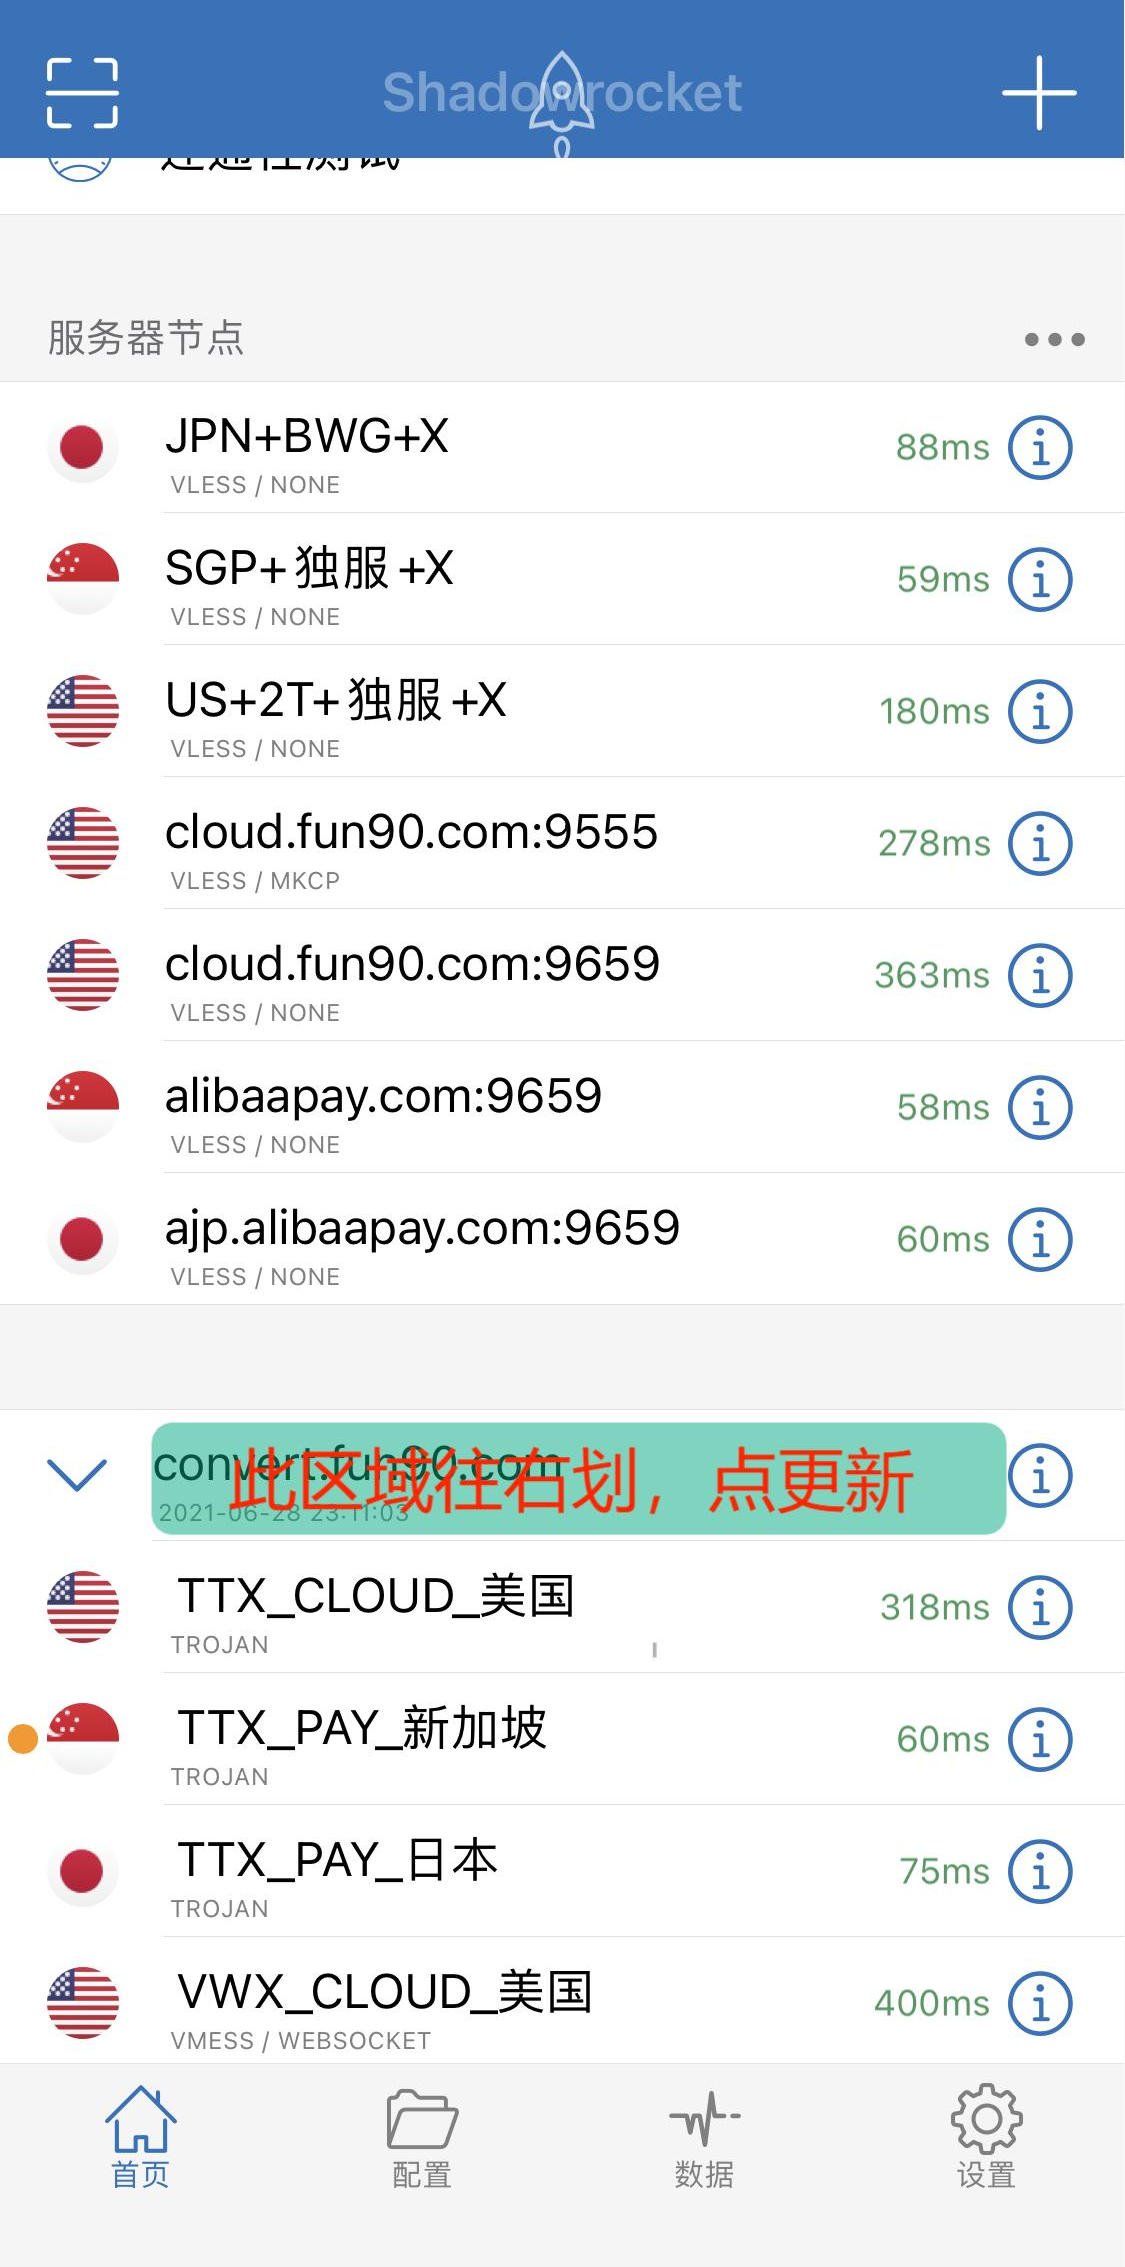 Shadowrocket
连通性测试
服务器节点
JPN+BWG+X
88ms
VLESS / NONE
SGP+独服+X
59ms
VLESS / NONE
US+2T+独服+X
180ms
VLESS / NONE
cloud.fun90.com:9555
278ms
VLESS / MKCP
cloud.fun90.com:9659
363ms
VLESS / NONE
alibaapay.com:9659
58ms
VLESS / NONE
ajp.alibaapay.com:9659
60ms
VLESS / NONE
convert.fun90.com
此区域往右划，点更新
2021-06-28 23:11:03
TTX_CLOUD_美国
318ms
TROJAN
TTX_PAY_新加坡
60ms
TROJAN
TTX_PAY_日本
75ms
TROJAN
VWX_CLOUD_美国
400ms
VMESS / WEBSOCKET
首页
配置
数据
设置